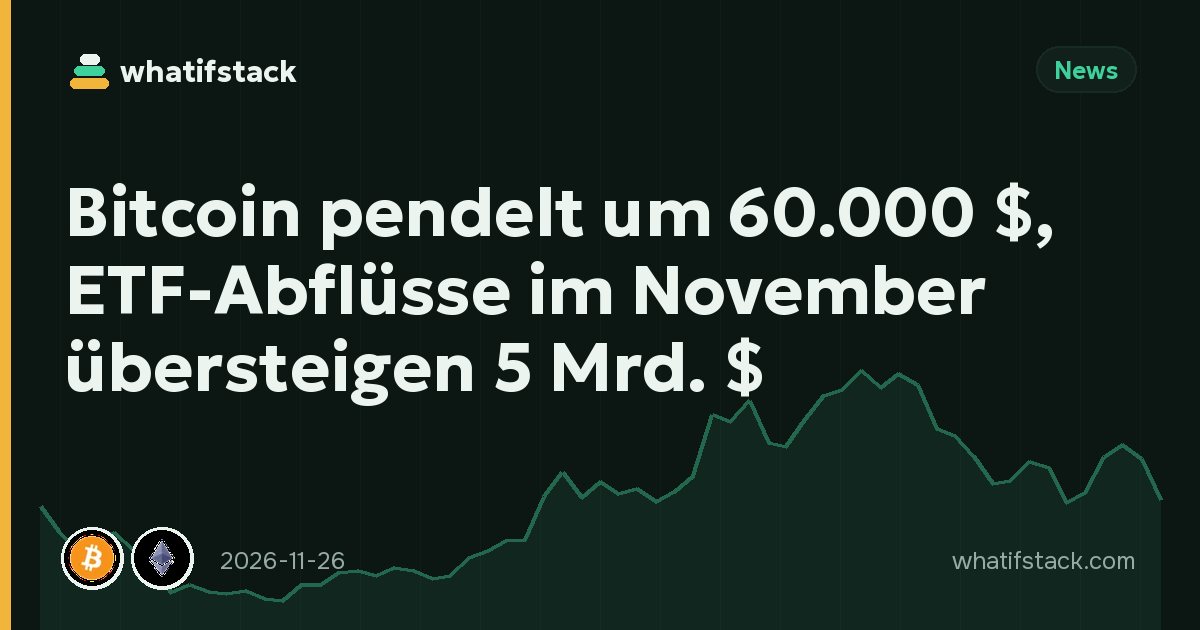 whatifstack
News
Bitcoin pendelt um 60.000 $,
ETF-Abflüsse im November
übersteigen 5 Mrd. $
2026-11-26
whatifstack.com